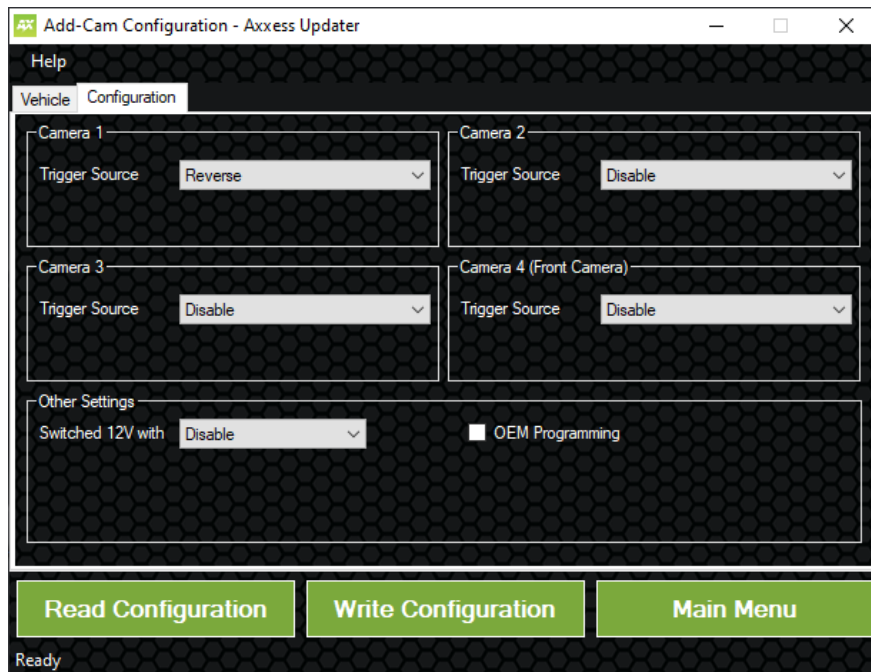 AX Add-Cam Configuration - Axxess Updater
Help
Vehicle Configuration
Camera 1
Trigger Source Reverse
Camera 2
Trigger Source Disable
Camera 3
Trigger Source Disable
Camera 4 (Front Camera)
Trigger Source Disable
Other Settings
Switched 12V with Disable
OEM Programming
Read Configuration Write Configuration Main Menu
Ready